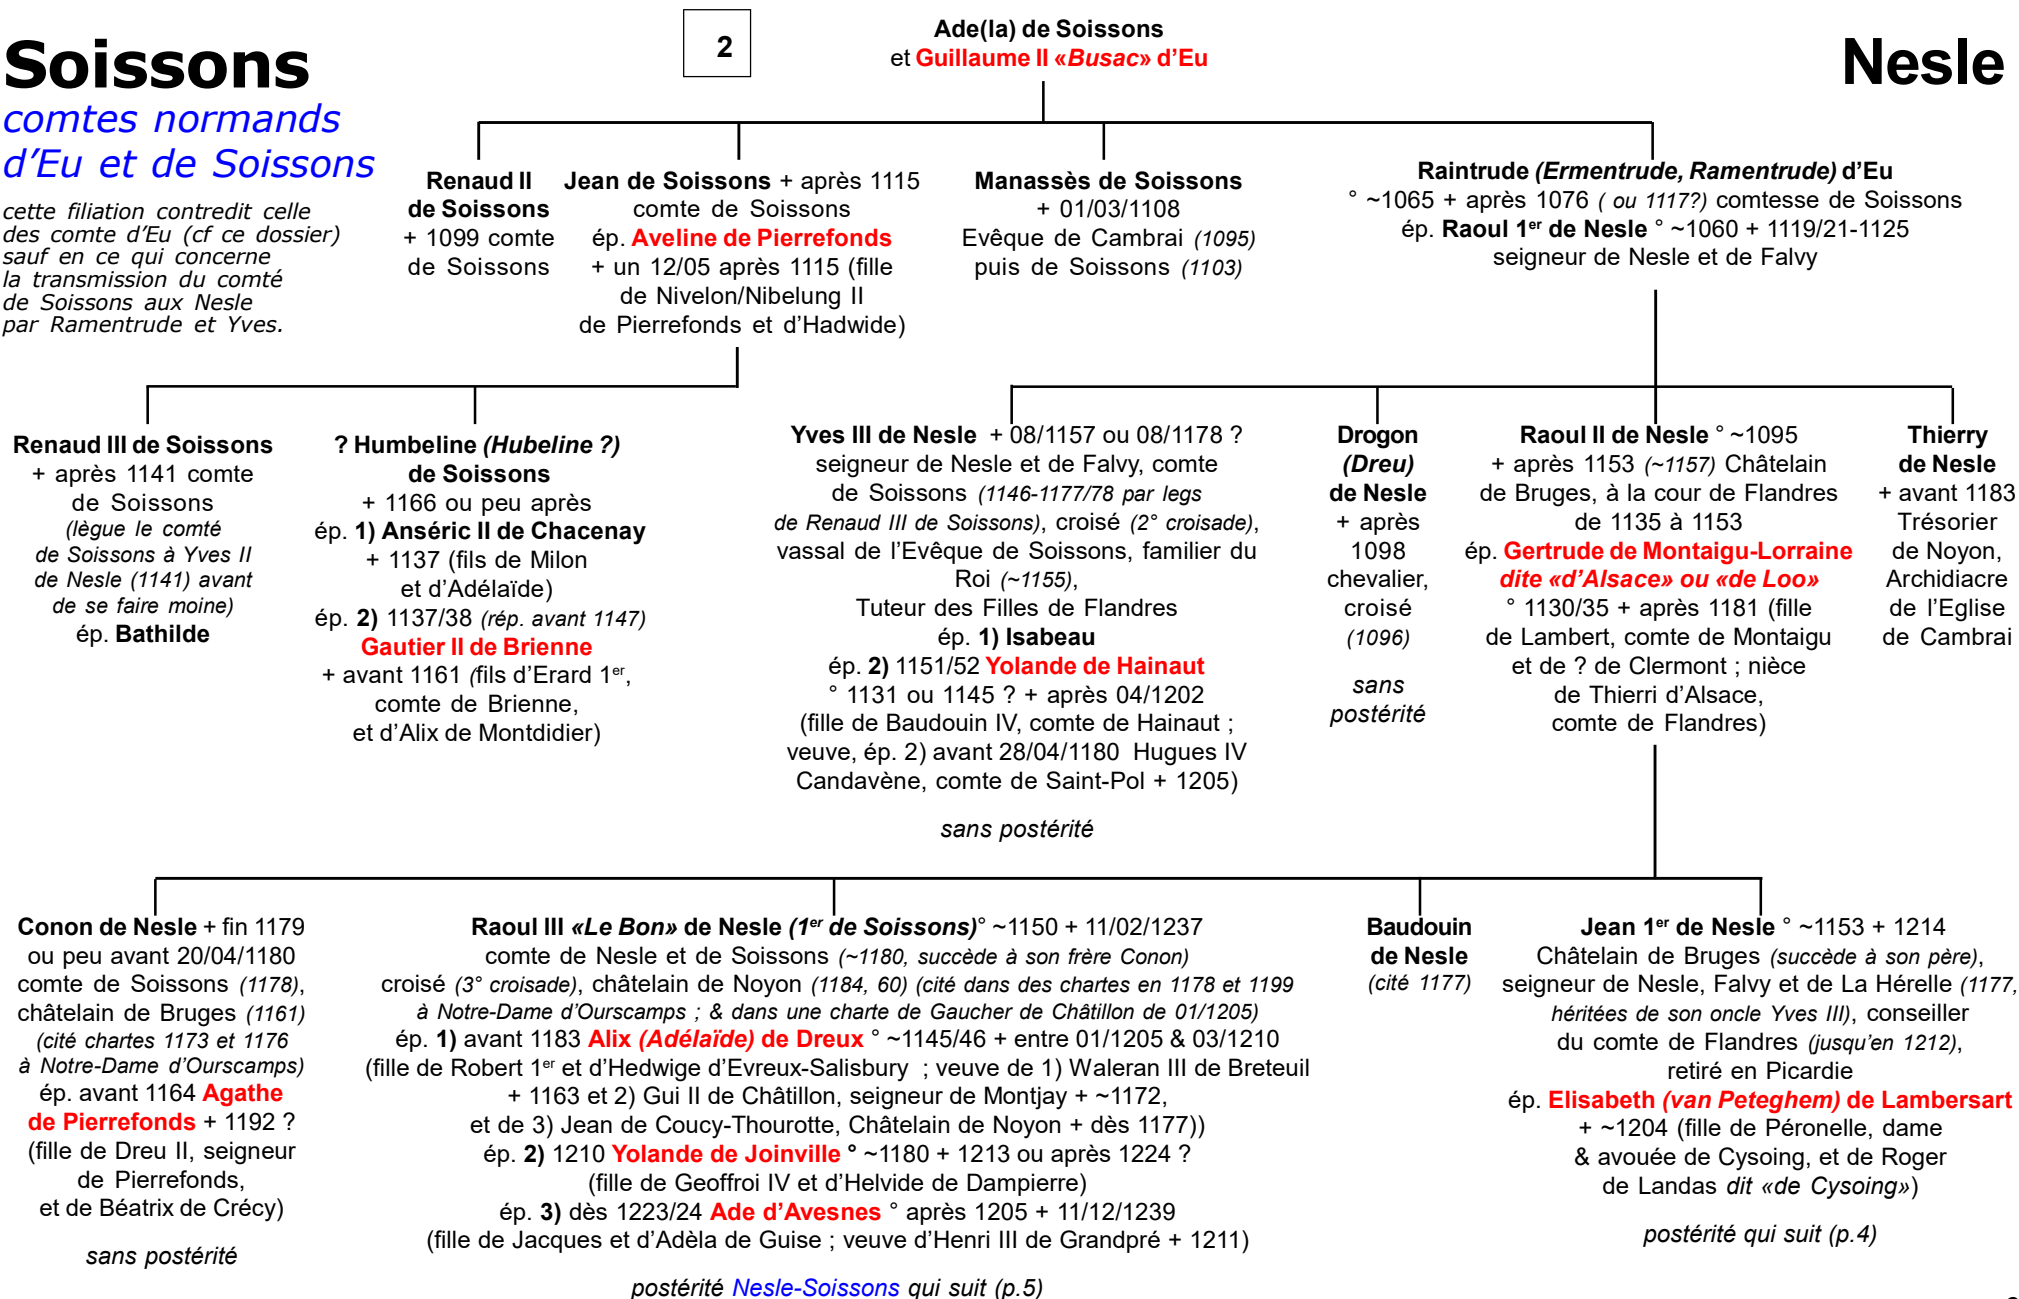 Soissons
comtes normands
d'Eu et de Soissons
cette filiation contredit celle
des comte d'Eu (cf ce dossier)
sauf en ce qui concerne
la transmission du comté
de Soissons aux Nesle
par Ramentrude et Yves.
2
Ade(la) de Soissons
et Guillaume II «Busac» d'Eu
Nesle
Renaud II
de Soissons
+ 1099 comte
de Soissons
Jean de Soissons + après 1115
comte de Soissons
ép. Aveline de Pierrefonds
+ un 12/05 après 1115 (fille
de Nivelon/Nibelung II
de Pierrefonds et d'Hadwide)
Manassès de Soissons
+ 01/03/1108
Evêque de Cambrai (1095)
puis de Soissons (1103)
Raintrude (Ermentrude, Ramentrude) d'Eu
° ~1065 + après 1076 ( ou 1117?) comtesse de Soissons
ép. Raoul 1er de Nesle ° ~1060 + 1119/21-1125
seigneur de Nesle et de Falvy
Renaud III de Soissons
+ après 1141 comte
de Soissons
(lègue le comté
de Soissons à Yves II
de Nesle (1141) avant
de se faire moine)
ép. Bathilde
? Humbeline (Hubeline ?)
de Soissons
+ 1166 ou peu après
ép. 1) Anséric II de Chacenay
+ 1137 (fils de Milon
et d'Adélaïde)
ép. 2) 1137/38 (rép. avant 1147)
Gautier II de Brienne
+ avant 1161 (fils d'Erard 1er,
comte de Brienne,
et d'Alix de Montdidier)
Yves III de Nesle + 08/1157 ou 08/1178 ?
seigneur de Nesle et de Falvy, comte
de Soissons (1146-1177/78 par legs
de Renaud III de Soissons), croisé (2° croisade),
vassal de l'Evêque de Soissons, familier du
Roi (~1155),
Tuteur des Filles de Flandres
ép. 1) Isabeau
ép. 2) 1151/52 Yolande de Hainaut
° 1131 ou 1145 ? + après 04/1202
(fille de Baudouin IV, comte de Hainaut ;
veuve, ép. 2) avant 28/04/1180 Hugues IV
Candavène, comte de Saint-Pol + 1205)
sans postérité
Drogon
(Dreu)
de Nesle
+ après
1098
chevalier,
croisé
(1096)
sans
postérité
Raoul II de Nesle ° ~1095
+ après 1153 (~1157) Châtelain
de Bruges, à la cour de Flandres
de 1135 à 1153
ép. Gertrude de Montaigu-Lorraine
dite «d'Alsace» ou «de Loo»
° 1130/35 + après 1181 (fille
de Lambert, comte de Montaigu
et de ? de Clermont ; nièce
de Thierri d'Alsace,
comte de Flandres)
Thierry
de Nesle
+ avant 1183
Trésorier
de Noyon,
Archidiacre
de l'Eglise
de Cambrai
Conon de Nesle + fin 1179
ou peu avant 20/04/1180
comte de Soissons (1178),
châtelain de Bruges (1161)
(cité chartes 1173 et 1176
à Notre-Dame d'Ourscamps)
ép. avant 1164 Agathe
de Pierrefonds + 1192 ?
(fille de Dreu II, seigneur
de Pierrefonds,
et de Béatrix de Crécy)
sans postérité
Raoul III «Le Bon» de Nesle (1er de Soissons)° ~1150 + 11/02/1237
comte de Nesle et de Soissons (~1180, succède à son frère Conon)
croisé (3° croisade), châtelain de Noyon (1184, 60) (cité dans des chartes en 1178 et 1199
à Notre-Dame d'Ourscamps ; & dans une charte de Gaucher de Châtillon de 01/1205)
ép. 1) avant 1183 Alix (Adélaïde) de Dreux ° ~1145/46 + entre 01/1205 & 03/1210
(fille de Robert 1er et d'Hedwige d'Evreux-Salisbury ; veuve de 1) Waleran III de Breteuil
+ 1163 et 2) Gui II de Châtillon, seigneur de Montjay + ~1172,
et de 3) Jean de Coucy-Thourotte, Châtelain de Noyon + dès 1177))
ép. 2) 1210 Yolande de Joinville ° ~1180 + 1213 ou après 1224 ?
(fille de Geoffroi IV et d'Helvide de Dampierre)
ép. 3) dès 1223/24 Ade d'Avesnes ° après 1205 + 11/12/1239
(fille de Jacques et d'Adèla de Guise ; veuve d'Henri III de Grandpré + 1211)
postérité Nesle-Soissons qui suit (p.5)
Baudouin
de Nesle
(cité 1177)
Jean 1er de Nesle ° ~1153 + 1214
Châtelain de Bruges (succède à son père),
seigneur de Nesle, Falvy et de La Hérelle (1177,
héritées de son oncle Yves III), conseiller
du comte de Flandres (jusqu'en 1212),
retiré en Picardie
ép. Elisabeth (van Peteghem) de Lambersart
+ ~1204 (fille de Péronelle, dame
& avouée de Cysoing, et de Roger
de Landas dit «de Cysoing»)
postérité qui suit (p.4)